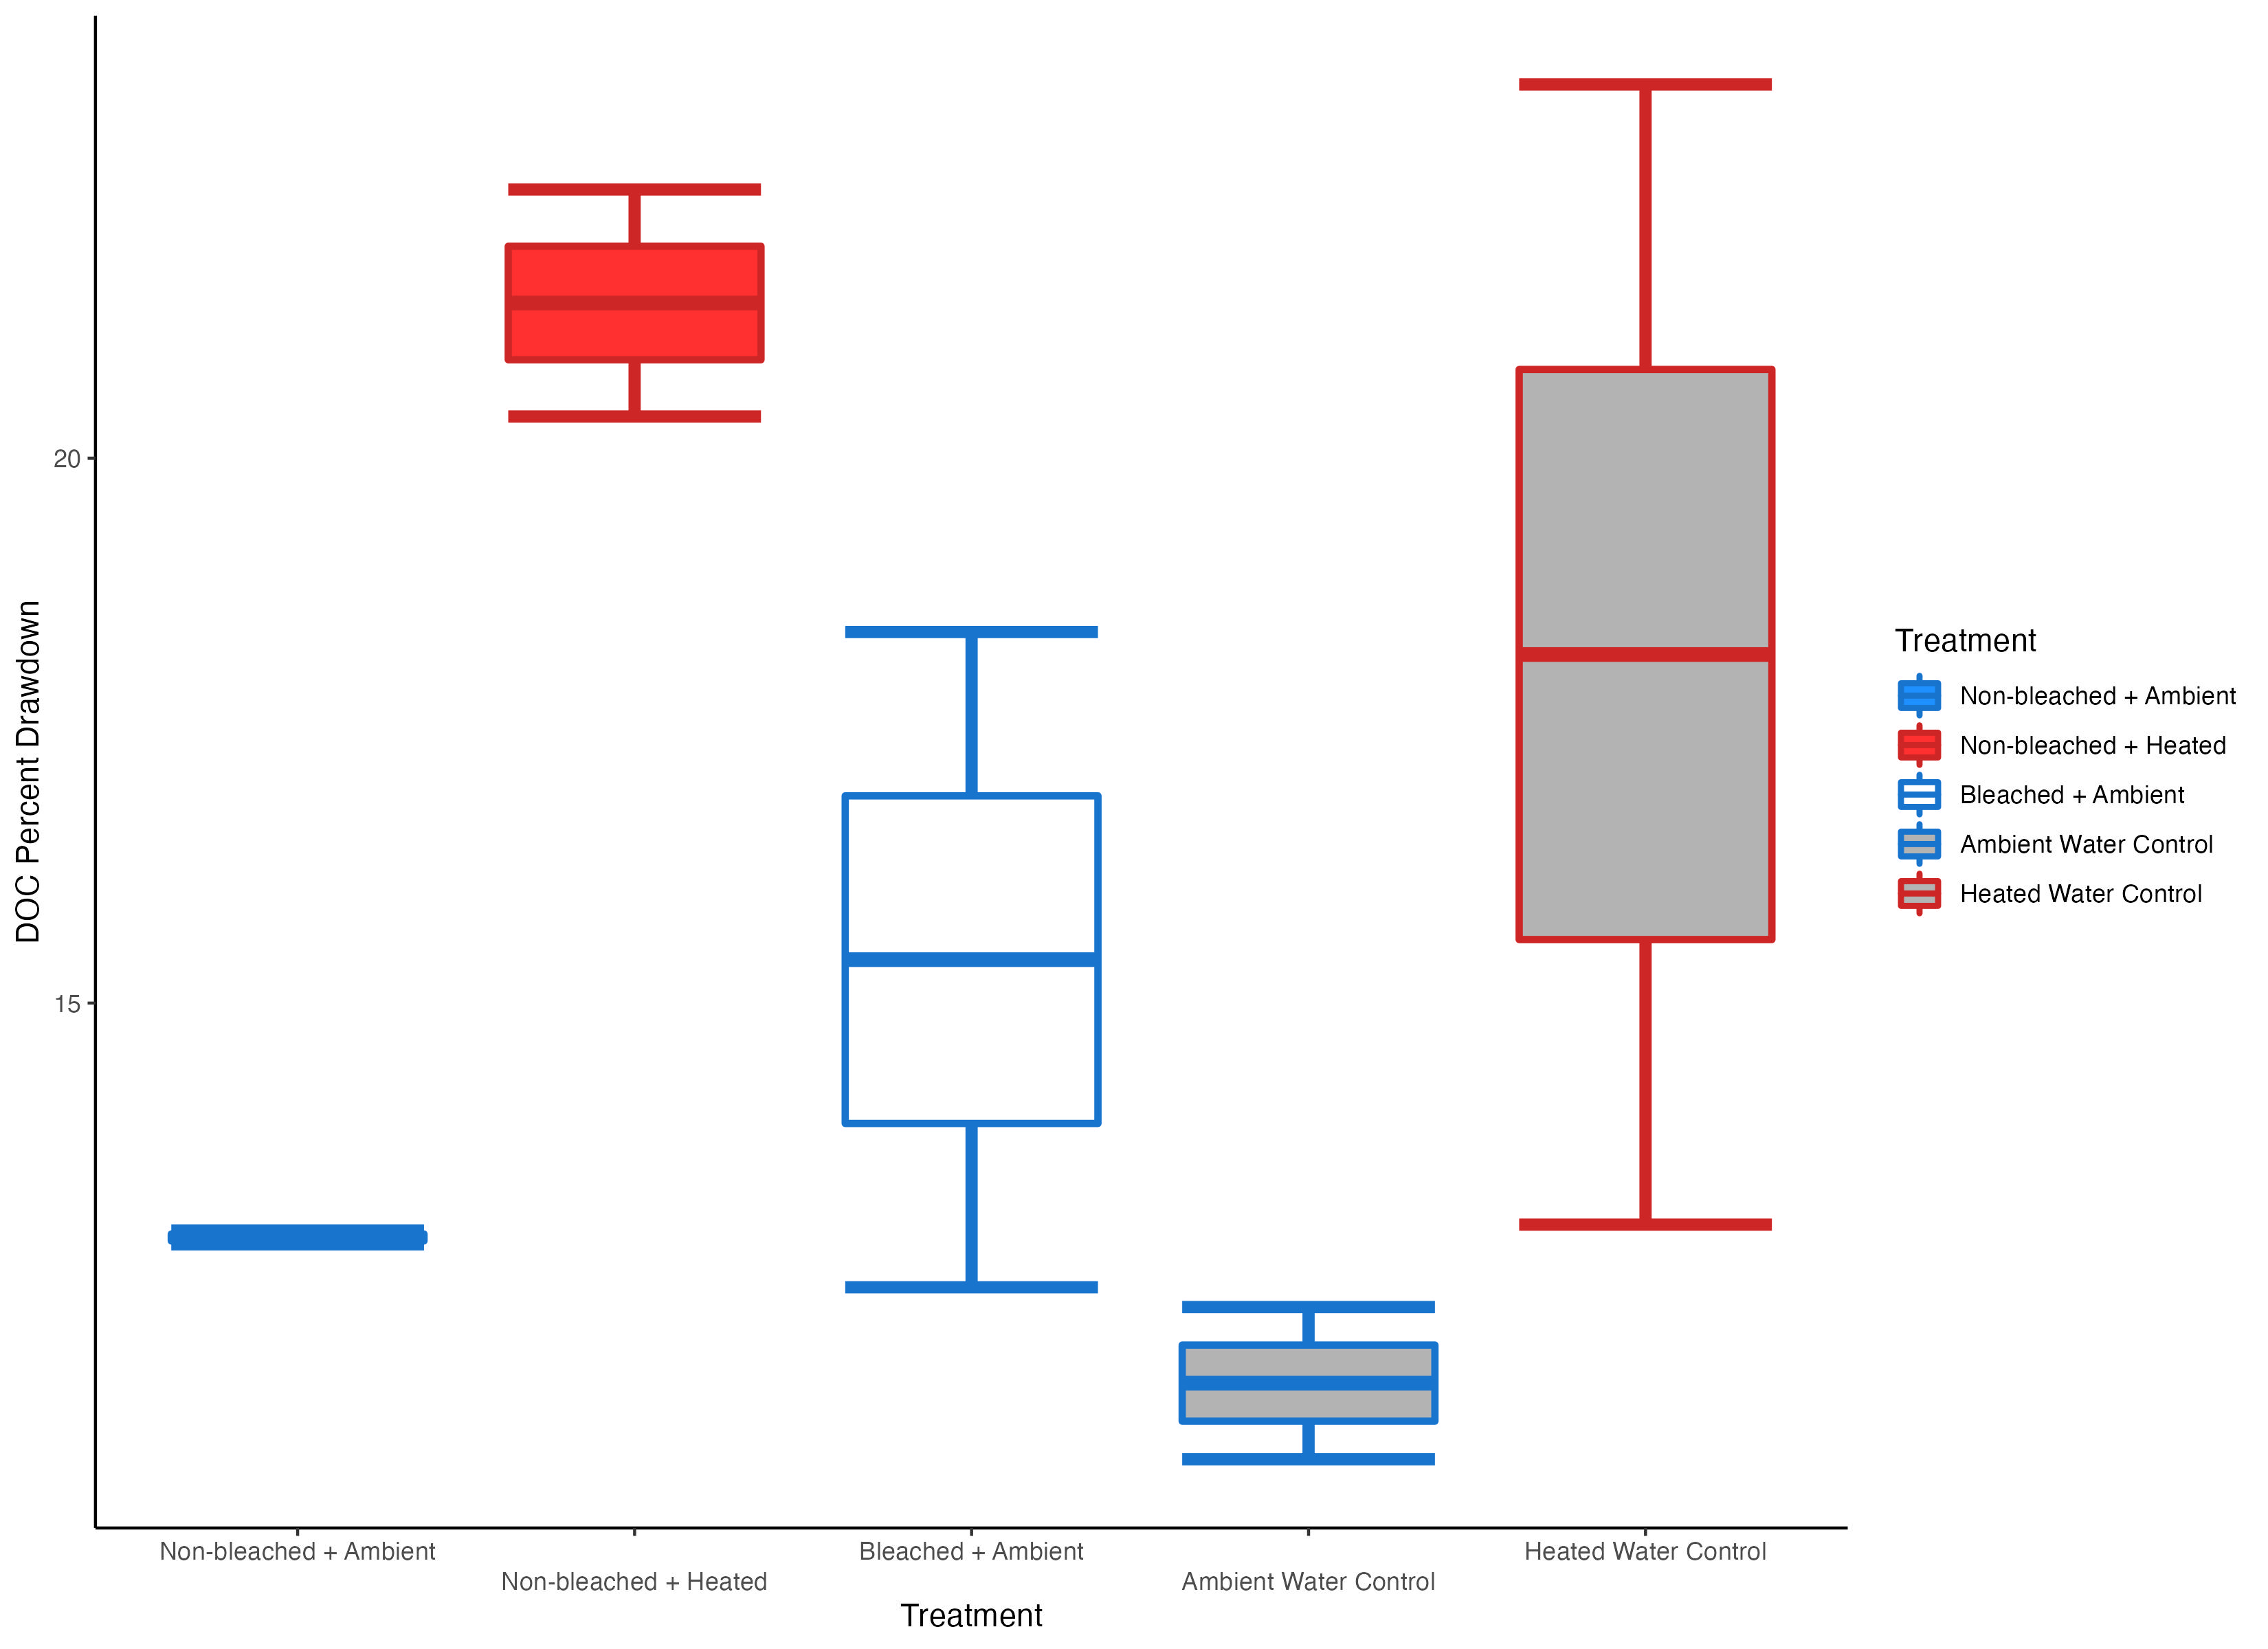 DOC Percent Drawdown
20
15
Non-bleached + Ambient
Non-bleached + Heated
Bleached + Ambient
Ambient Water Control
Heated Water Control
Treatment
Treatment
Non-bleached + Ambient
Non-bleached + Heated
Bleached + Ambient
Ambient Water Control
Heated Water Control